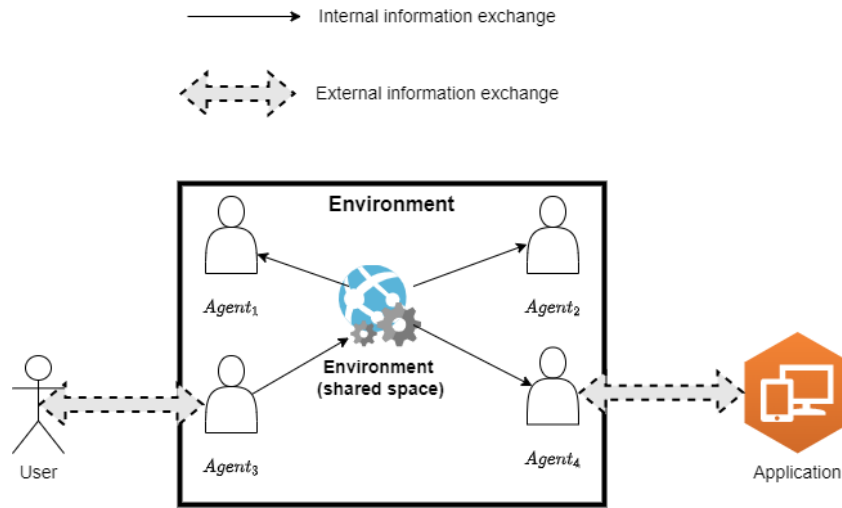 Internal information exchange
External information exchange
Environment
Agent₁
Agent₂
Environment
(shared space)
User
Agent₃
Agent₄
Application